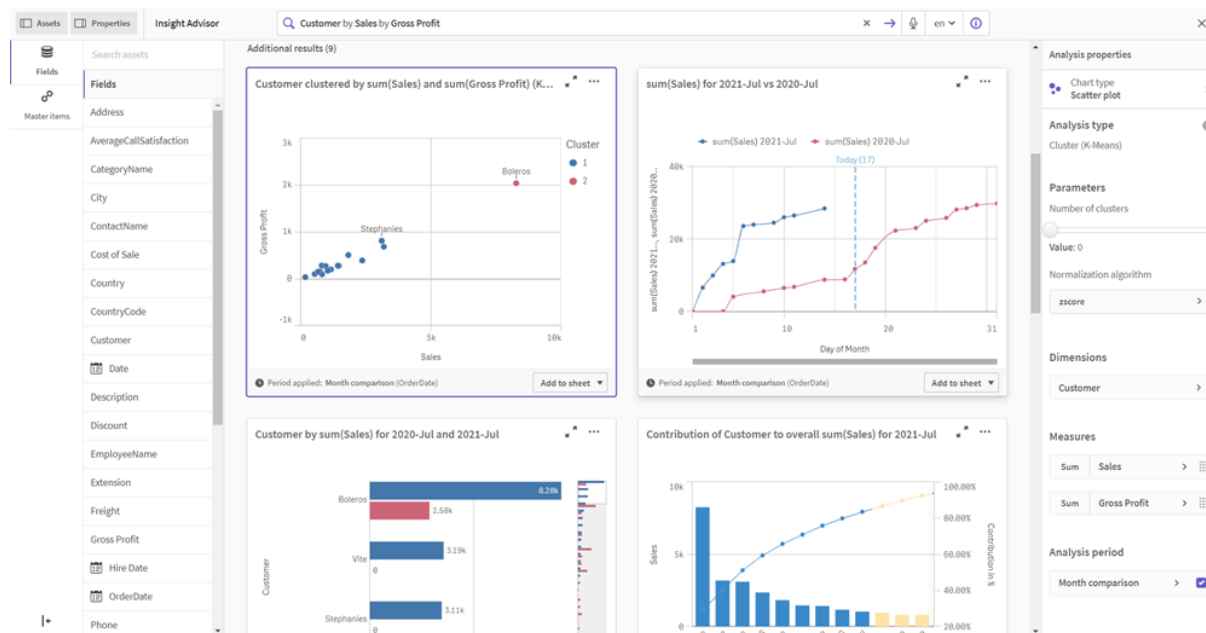 Assets
Properties
Insight Advisor
Customer by Sales by Gross Profit
en
Fields
Master items
Search assets
Fields
Address
AverageCallSatisfaction
CategoryName
City
ContactName
Cost of Sale
Country
CountryCode
Customer
Date
Description
Discount
EmployeeName
Extension
Freight
Gross Profit
Hire Date
OrderDate
Phone
Additional results (9)
Customer clustered by sum(Sales) and sum(Gross Profit) (K...
3k
2k
1k
0
-1k
Gross Profit
Boleros
Stephanies
0
5k
10k
Sales
Cluster
1
2
Period applied: Month comparison (OrderDate)
Add to sheet
sum(Sales) for 2021-Jul vs 2020-Jul
sum(Sales) 2021-Jul
sum(Sales) 2020-Jul
Today (17)
40k
20k
0
sum(Sales) 2021..., sum(Sales) 2020...
1
10
20
31
Day of Month
Period applied: Month comparison (OrderDate)
Add to sheet
Customer by sum(Sales) for 2020-Jul and 2021-Jul
Customer
Boleros
8.28k
2.58k
Vite
3.19k
0
Stephanies
3.11k
0
Contribution of Customer to overall sum(Sales) for 2021-Jul
10k
5k
0
Sales
100.00%
80.00%
60.00%
40.00%
20.00%
Contribution in %
Analysis properties
Chart type
Scatter plot
Analysis type
Cluster (K-Means)
Parameters
Number of clusters
Value: 0
Normalization algorithm
zscore
Dimensions
Customer
Measures
Sum
Sales
Sum
Gross Profit
Analysis period
Month comparison